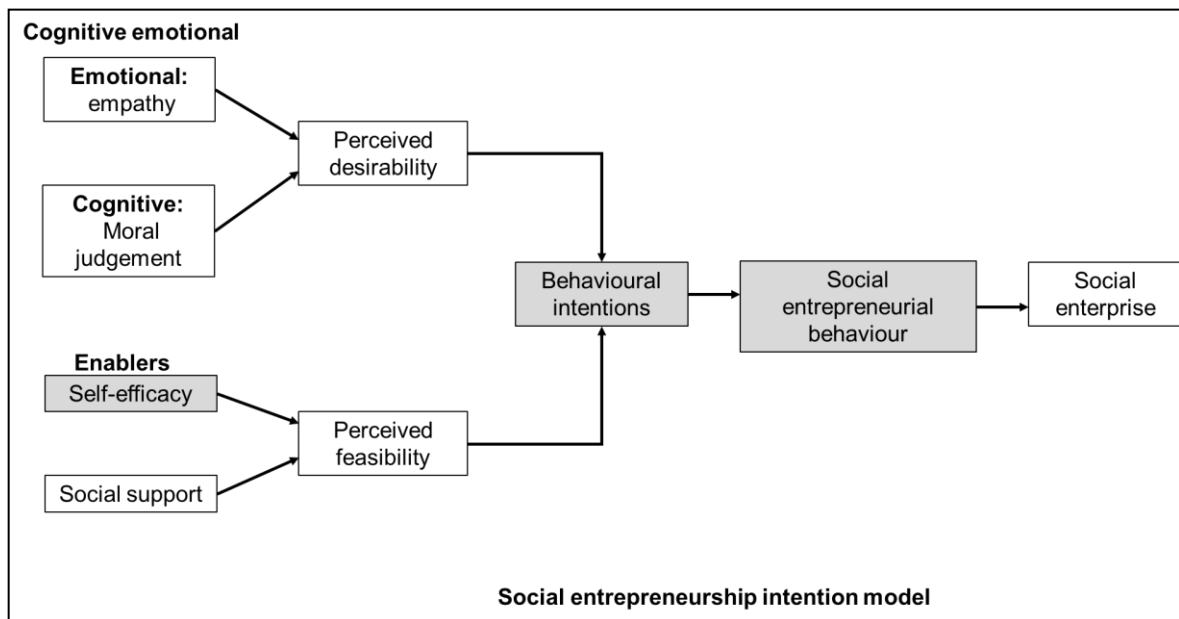 Cognitive emotional
Emotional:
empathy
Perceived
desirability
Cognitive:
Moral
judgement
Behavioural
intentions
Social
entrepreneurial
behaviour
Social
enterprise
Enablers
Self-efficacy
Perceived
feasibility
Social support
Social entrepreneurship intention model